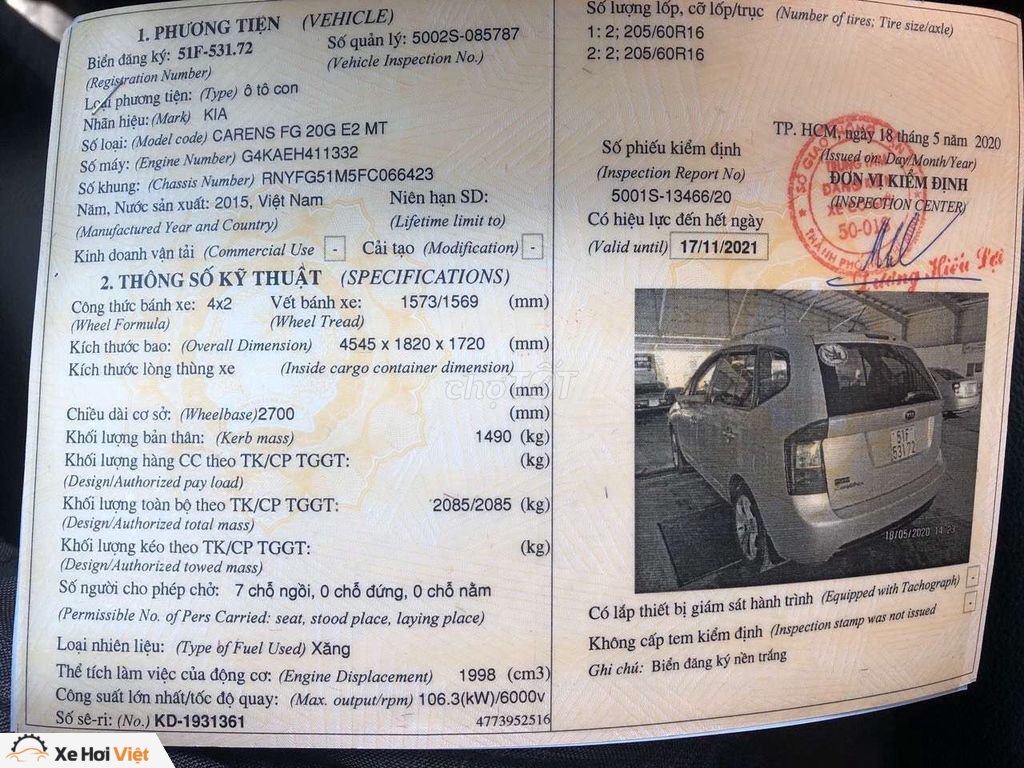 1. PHƯƠNG TIỆN (VEHICLE)
Biển đăng ký: 51F-531.72 Số quản lý: 5002S-085787
(Registration Number) (Vehicle Inspection No.)
Loại phương tiện: (Type) ô tô con
Nhãn hiệu: (Mark) KIA
Số loại: (Model code) CARENS FG 20G E2 MT
Số máy: (Engine Number) G4KAEH411332
Số khung: (Chassis Number) RNYFG51M5FC066423
Năm, Nước sản xuất: 2015, Việt Nam Niên hạn SD:
(Manufactured Year and Country) (Lifetime limit to)
Kinh doanh vận tải (Commercial Use - Cải tạo (Modification) -
2. THÔNG SỐ KỸ THUẬT (SPECIFICATIONS)
Công thức bánh xe: 4x2 Vết bánh xe: 1573/1569 (mm)
(Wheel Formula) (Wheel Tread)
Kích thước bao: (Overall Dimension) 4545 x 1820 x 1720 (mm)
Kích thước lòng thùng xe (Inside cargo container dimension)
(mm)
Chiều dài cơ sở: (Wheelbase)2700 (mm)
Khối lượng bản thân: (Kerb mass) 1490 (kg)
Khối lượng hàng CC theo TK/CP TGGT: (kg)
(Design/Authorized pay load)
Khối lượng toàn bộ theo TK/CP TGGT: 2085/2085 (kg)
(Design/Authorized total mass)
Khối lượng kéo theo TK/CP TGGT: (kg)
(Design/Authorized towed mass)
Số người cho phép chở: 7 chỗ ngồi, 0 chỗ đứng, 0 chỗ nằm
(Permissible No. of Pers Carried: seat, stood place, laying place)
Loại nhiên liệu: (Type of Fuel Used) Xăng
Thể tích làm việc của động cơ: (Engine Displacement) 1998 (cm3)
Công suất lớn nhất/tốc độ quay: (Max. output/rpm) 106.3(kW)/6000v
Số sê-ri: (No.) KD-1931361 4773952516
Số lượng lốp, cỡ lốp/trục (Number of tires; Tire size/axle)
1: 2; 205/60R16
2: 2; 205/60R16
TP. HCM, ngày 18 tháng 5 năm 2020
(Issued on: Day/Month/Year)
Số phiếu kiểm định
(Inspection Report No)
5001S-13466/20
ĐƠN VỊ KIỂM ĐỊNH
(INSPECTION CENTER)
Có hiệu lực đến hết ngày
(Valid until) 17/11/2021
SỞ GIAO
50-01
THÀNH PHỐ
chợTỐT
KIA
51F
53172
18/05/2020 14:23
Có lắp thiết bị giám sát hành trình (Equipped with Tachograph) -
Không cấp tem kiểm định (Inspection stamp was not issued -
Ghi chú: Biển đăng ký nền trắng
Xe Hơi Việt